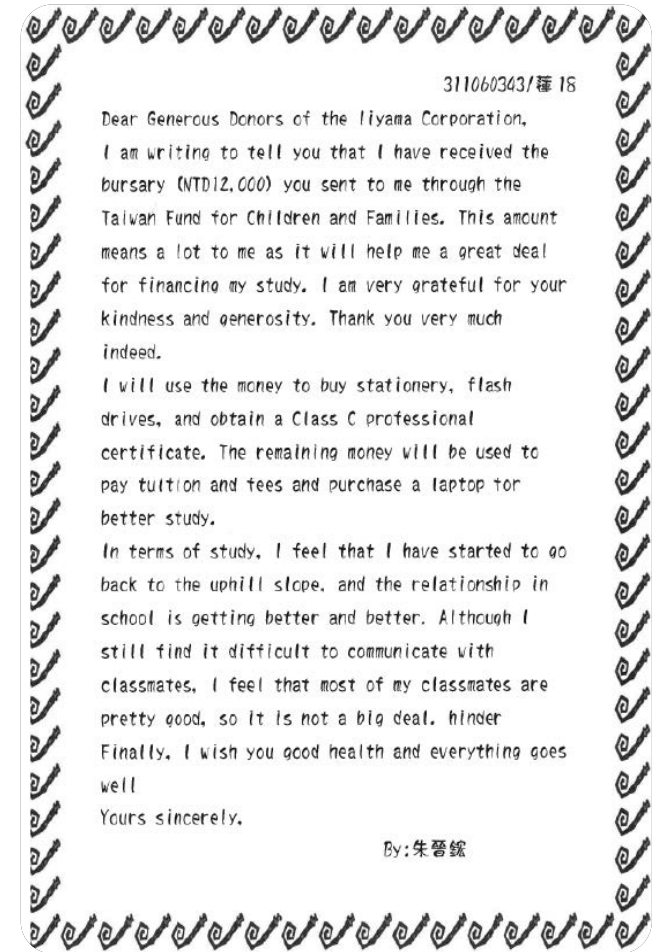 311060343/種 18
Dear Generous Donors of the Iiyama Corporation,
I am writing to tell you that I have received the
bursary (NTD12,000) you sent to me through the
Taiwan Fund for Children and Families. This amount
means a lot to me as it will help me a great deal
for financing my study. I am very grateful for your
kindness and generosity. Thank you very much
indeed.
I will use the money to buy stationery, flash
drives, and obtain a Class C professional
certificate. The remaining money will be used to
pay tuition and fees and purchase a laptop for
better study.
In terms of study, I feel that I have started to go
back to the uphill slope, and the relationship in
school is getting better and better. Although I
still find it difficult to communicate with
classmates, I feel that most of my classmates are
pretty good, so it is not a big deal. hinder
Finally, I wish you good health and everything goes
well
Yours sincerely,
By:朱晉鋐